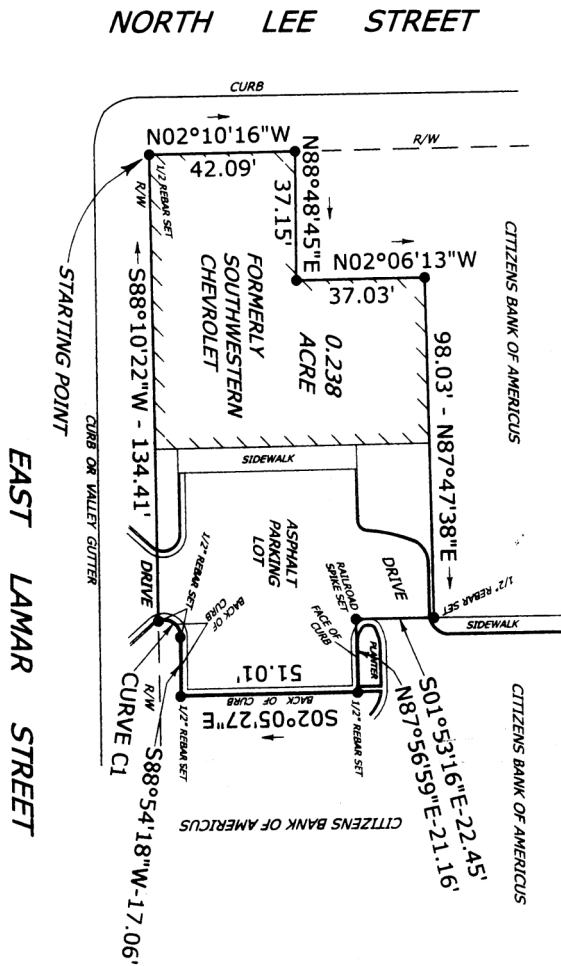 NORTH LEE STREET
CURB
N02°10'16"W
42.09'
R/W
N88°48'45"E
37.15'
N02°06'13"W
37.03'
1/2 REBAR SET
R/W
STARTING POINT
S88°10'22"W - 134.41'
FORMERLY
SOUTHWESTERN
CHEVROLET
0.238
ACRE
98.03' - N87°47'38"E
CITIZENS BANK OF AMERICUS
CURB OR VALLEY GUTTER
EAST LAMAR STREET
SIDEWALK
ASPHALT
PARKING
LOT
DRIVE
DRIVE
1/2" REBAR SET
BACK OF
CURB
RAILROAD
SPIKE SET
FACE OF
CURB
PLANTER
1/2" REBAR SET
SIDEWALK
51.01'
BACK OF CURB
S02°05'27"E
1/2" REBAR SET
1/2" REBAR SET
R/W
CURVE C1
S88°54'18"W-17.06'
S01°53'16"E-22.45'
N87°56'59"E-21.16'
CITIZENS BANK OF AMERICUS
CITIZENS BANK OF AMERICUS